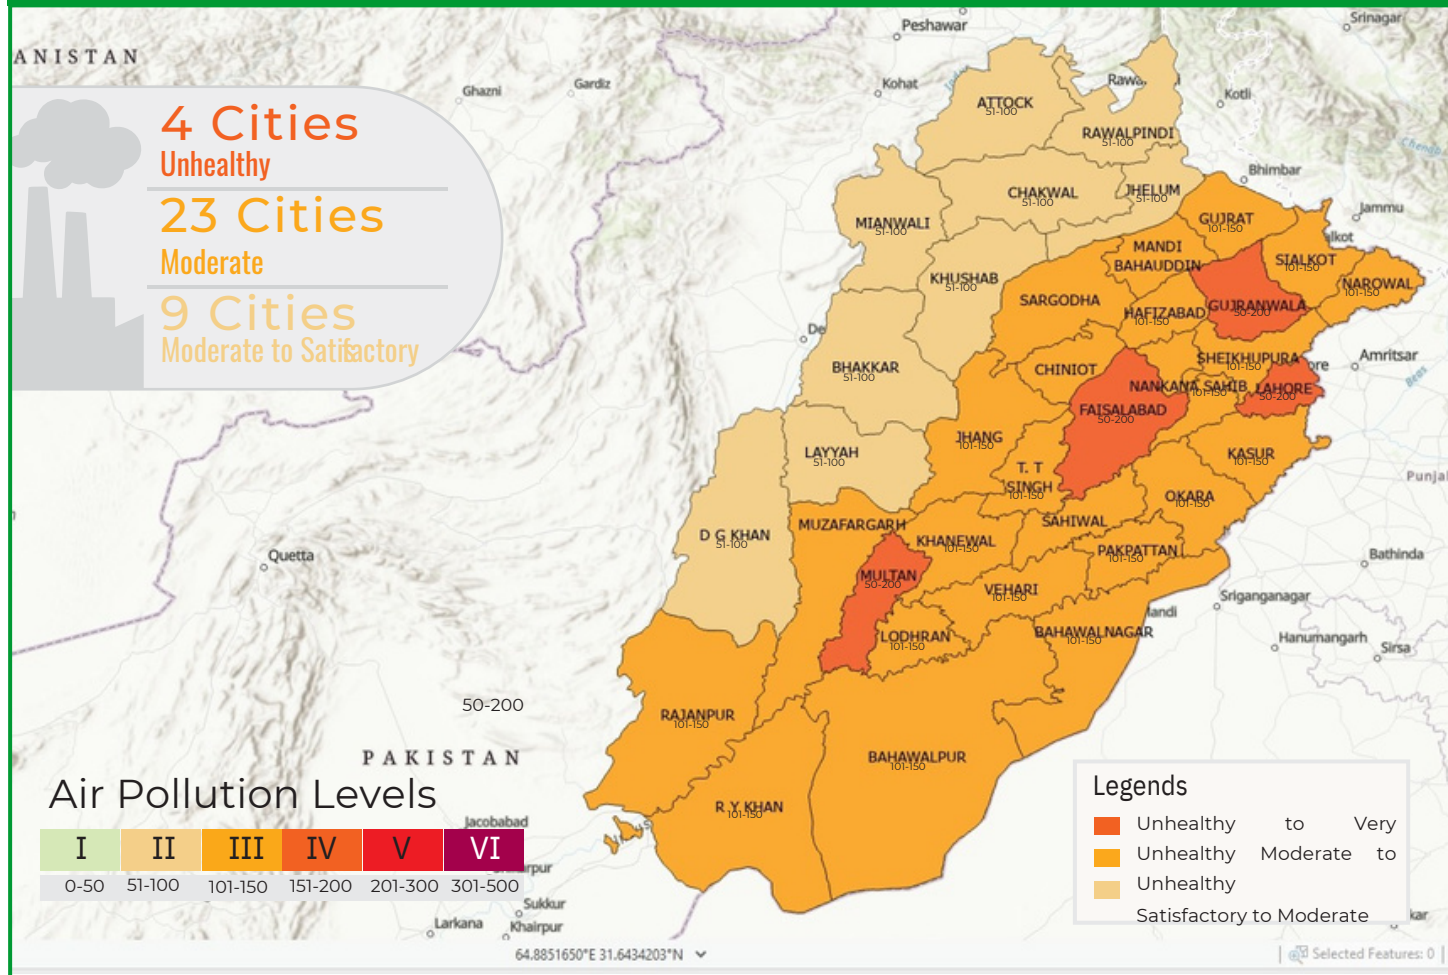 Peshawar
Srinagar
ANISTAN
Ghazni
Gardiz
Kohat
Kotli
4 Cities
Unhealthy
23 Cities
Moderate
9 Cities
Moderate to Satisfactory
ATTOCK
51-100
RAWALPINDI
51-100
Bhimbar
CHAKWAL
51-100
JHELUM
51-100
Jammu
MIANWALI
51-100
GUJRAT
101-150
MANDI
BAHAUDDIN
SIALKOT
101-150
KHUSHAB
51-100
NAROWAL
101-150
SARGODHA
HAFIZABAD
101-150
GUJRANWALA
50-200
De
BHAKKAR
51-100
CHINIOT
SHEIKHUPURA
101-150
ore
Amritsar
Beas
NANKANA SAHIB
101-150
LAHORE
50-200
FAISALABAD
50-200
JHANG
101-150
LAYYAH
51-100
KASUR
101-150
T. T
SINGH
101-150
Punjal
OKARA
101-150
D G KHAN
51-100
MUZAFARGARH
SAHIWAL
KHANEWAL
101-150
PAKPATTAN
101-150
Quetta
Bathinda
MULTAN
50-200
VEHARI
101-150
Sriganganagar
landi
LODHRAN
101-150
BAHAWALNAGAR
101-150
Hanumangarh
Sirsa
50-200
RAJANPUR
101-150
PAKISTAN
BAHAWALPUR
101-150
R Y KHAN
101-150
Air Pollution Levels
I II III IV V VI
0-50 51-100 101-150 151-200 201-300 301-500
Jacobabad
arpur
Sukkur
Larkana
Khairpur
Legends
Unhealthy to Very
Unhealthy Moderate to
Unhealthy
Satisfactory to Moderate
kar
64.8851650°E 31.6434203°N
Selected Features: 0